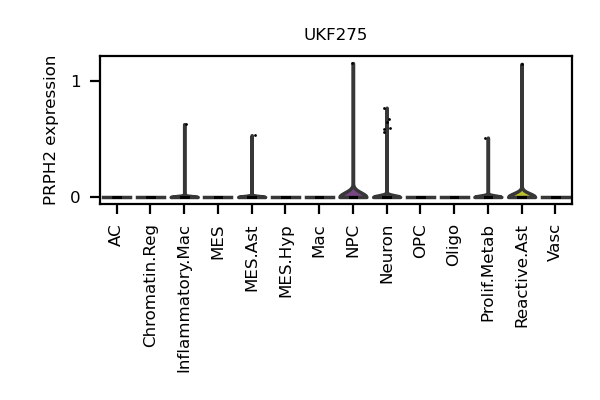 UKF275
PRPH2 expression
1
0
AC
Chromatin.Reg
Inflammatory.Mac
MES
MES.Ast
MES.Hyp
Mac
NPC
Neuron
OPC
Oligo
Prolif.Metab
Reactive.Ast
Vasc